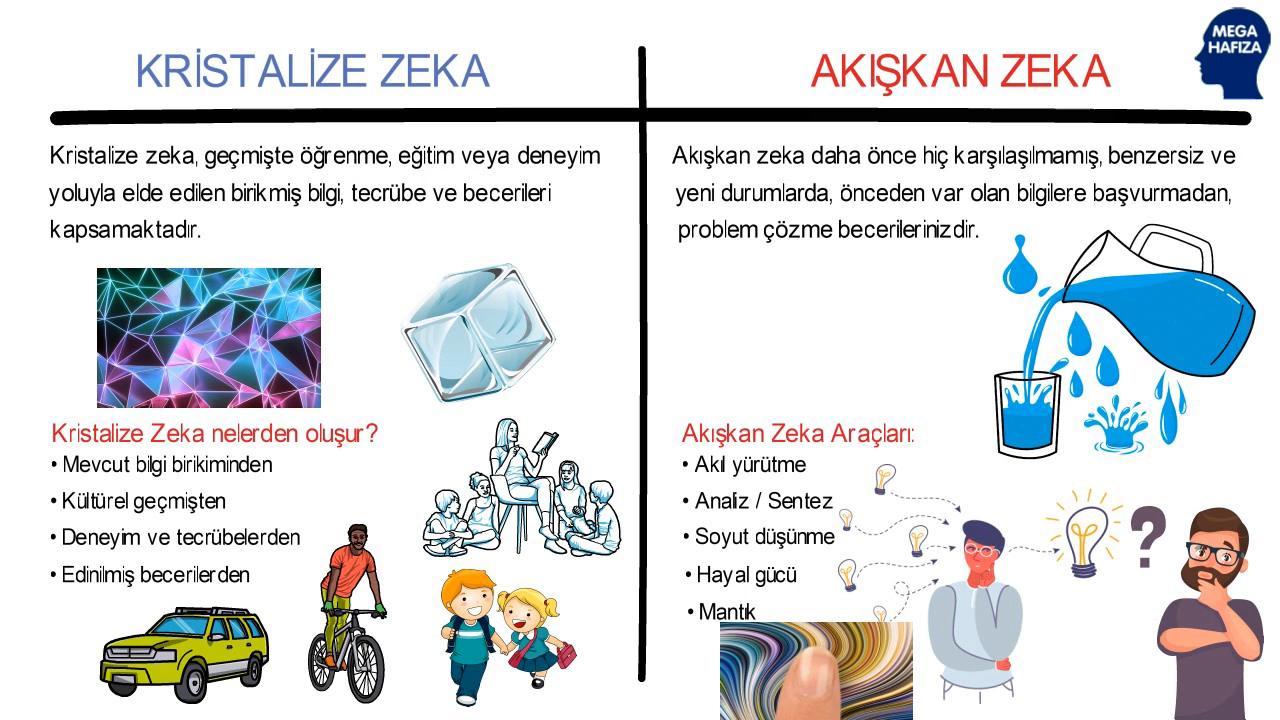 MEGA
HAFIZA
KRİSTALİZE ZEKA
Kristalize zeka, geçmişte öğrenme, eğitim veya deneyim
yoluyla elde edilen birikmiş bilgi, tecrübe ve becerileri
kapsamaktadır.
Kristalize Zeka nelerden oluşur?
• Mevcut bilgi birikiminden
• Kültürel geçmişten
• Deneyim ve tecrübelerden
• Edinilmiş becerilerden
AKIŞKAN ZEKA
Akışkan zeka daha önce hiç karşılaşılmamış, benzersiz ve
yeni durumlarda, önceden var olan bilgilere başvurmadan,
problem çözme becerilerinizdir.
Akışkan Zeka Araçları:
• Akıl yürütme
• Analiz / Sentez
• Soyut düşünme
• Hayal gücü
• Mantık
?